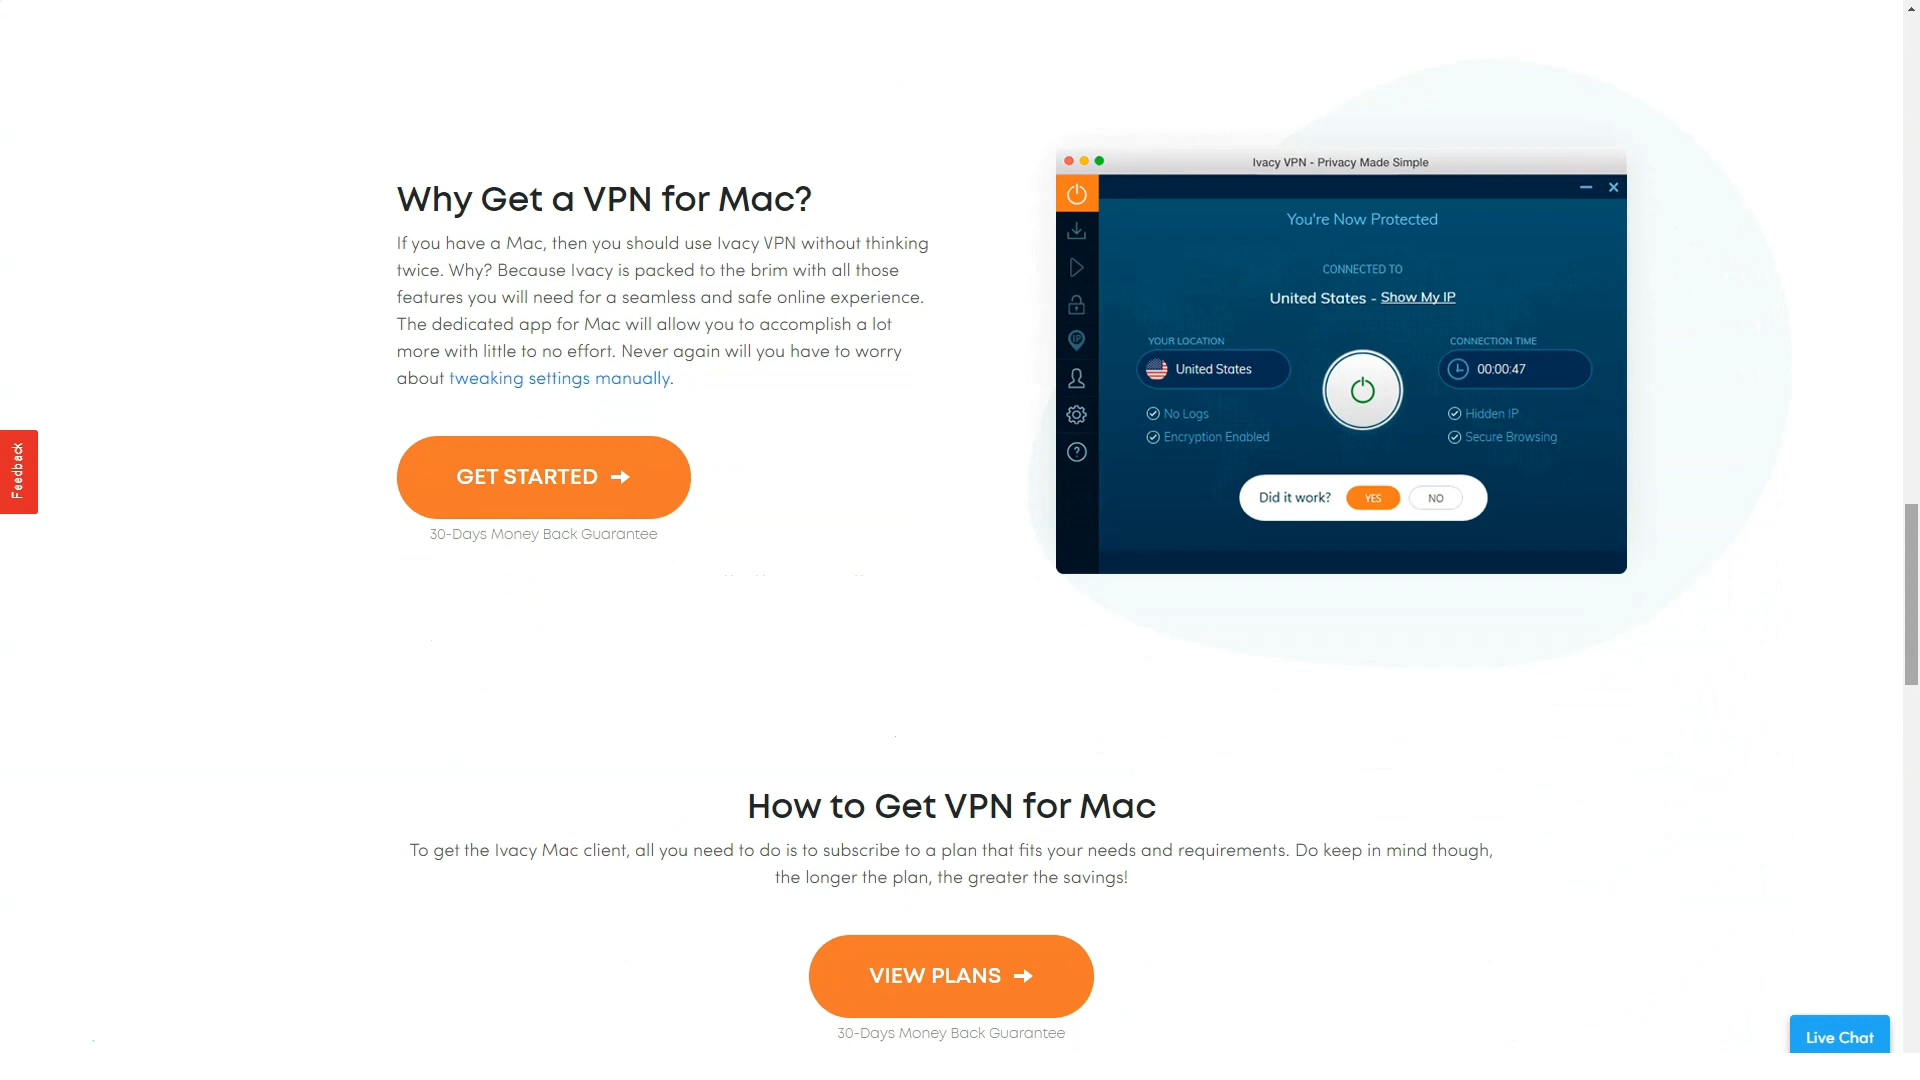 Why Get a VPN for Mac?
If you have a Mac, then you should use Ivacy VPN without thinking
twice. Why? Because Ivacy is packed to the brim with all those
features you will need for a seamless and safe online experience.
The dedicated app for Mac will allow you to accomplish a lot
more with little to no effort. Never again will you have to worry
about tweaking settings manually.
GET STARTED
30-Days Money Back Guarantee
Feedback
Ivacy VPN - Privacy Made Simple
You're Now Protected
CONNECTED TO
United States - Show My IP
YOUR LOCATION
United States
CONNECTION TIME
00:00:47
No Logs
Encryption Enabled
Hidden IP
Secure Browsing
IP
Did it work? YES NO
How to Get VPN for Mac
To get the Ivacy Mac client, all you need to do is to subscribe to a plan that fits your needs and requirements. Do keep in mind though,
the longer the plan, the greater the savings!
VIEW PLANS
30-Days Money Back Guarantee
Live Chat